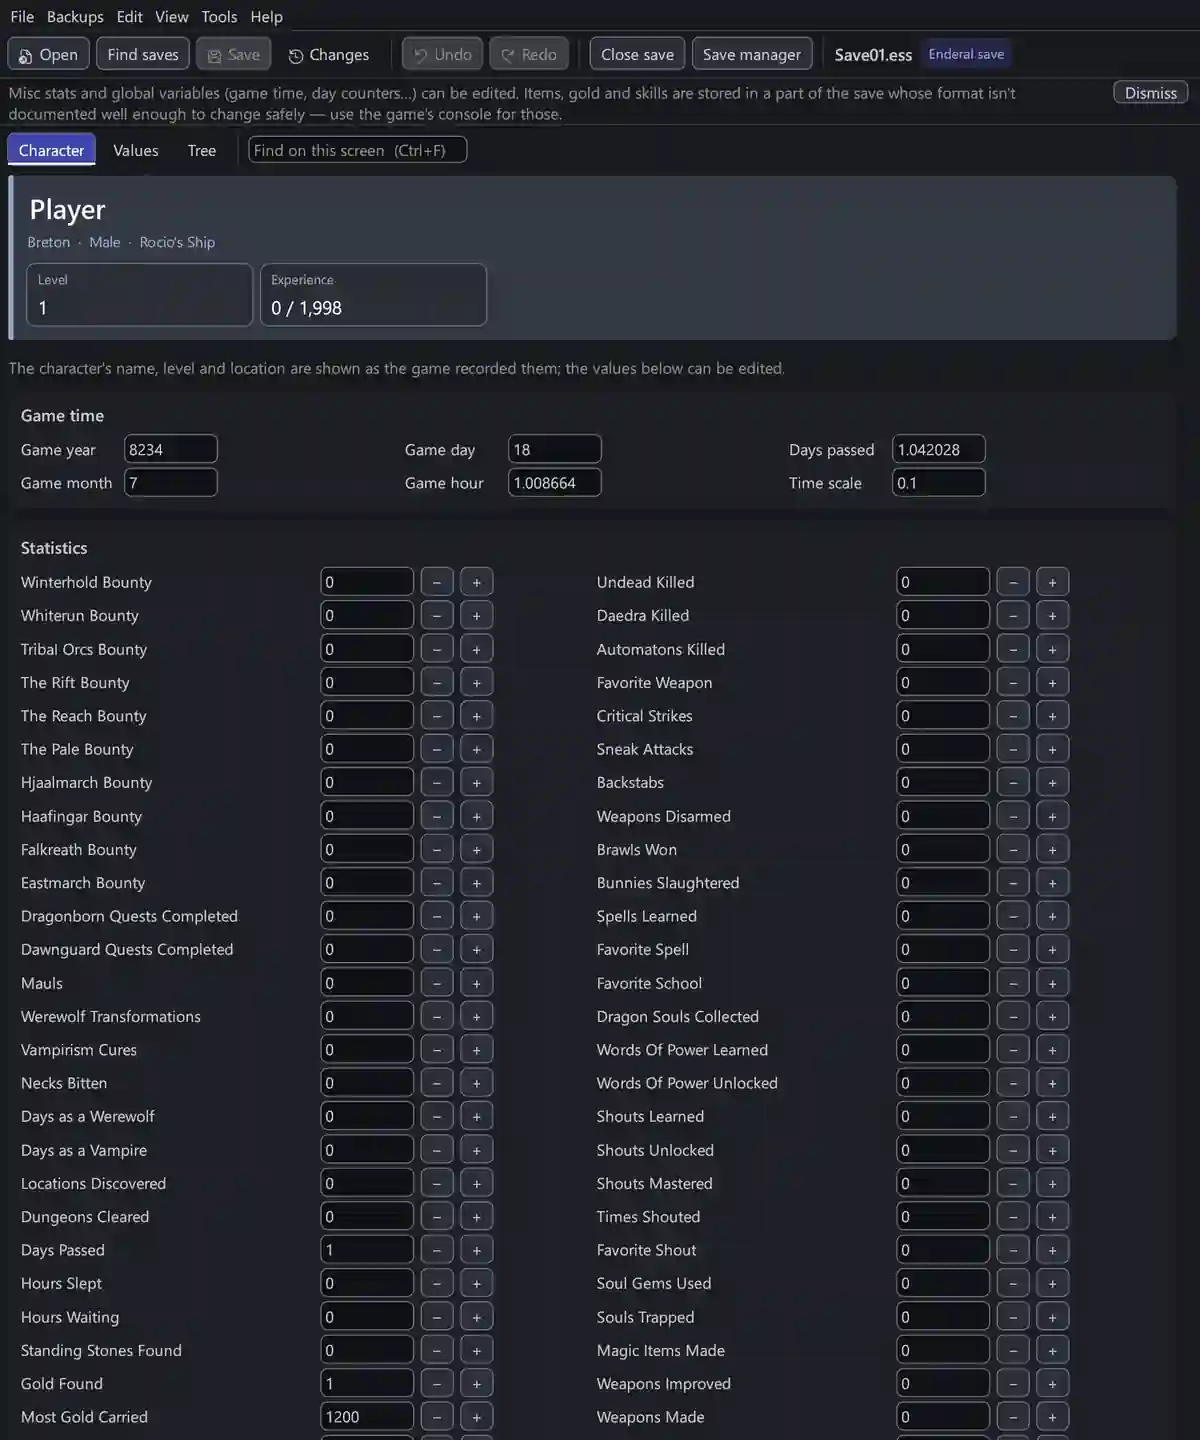 File Backups Edit View Tools Help
Open Find saves Save Changes Undo Redo Close save Save manager Save01.ess Enderal save
Misc stats and global variables (game time, day counters...) can be edited. Items, gold and skills are stored in a part of the save whose format isn't
documented well enough to change safely — use the game's console for those.
Dismiss
Character Values Tree Find on this screen (Ctrl+F)
Player
Breton · Male · Rocio's Ship
Level
1
Experience
0 / 1,998
The character's name, level and location are shown as the game recorded them; the values below can be edited.
Game time
Game year 8234 Game day 18 Days passed 1.042028
Game month 7 Game hour 1.008664 Time scale 0.1
Statistics
Winterhold Bounty 0 − + Undead Killed 0 − +
Whiterun Bounty 0 − + Daedra Killed 0 − +
Tribal Orcs Bounty 0 − + Automatons Killed 0 − +
The Rift Bounty 0 − + Favorite Weapon 0 − +
The Reach Bounty 0 − + Critical Strikes 0 − +
The Pale Bounty 0 − + Sneak Attacks 0 − +
Hjaalmarch Bounty 0 − + Backstabs 0 − +
Haafingar Bounty 0 − + Weapons Disarmed 0 − +
Falkreath Bounty 0 − + Brawls Won 0 − +
Eastmarch Bounty 0 − + Bunnies Slaughtered 0 − +
Dragonborn Quests Completed 0 − + Spells Learned 0 − +
Dawnguard Quests Completed 0 − + Favorite Spell 0 − +
Mauls 0 − + Favorite School 0 − +
Werewolf Transformations 0 − + Dragon Souls Collected 0 − +
Vampirism Cures 0 − + Words Of Power Learned 0 − +
Necks Bitten 0 − + Words Of Power Unlocked 0 − +
Days as a Werewolf 0 − + Shouts Learned 0 − +
Days as a Vampire 0 − + Shouts Unlocked 0 − +
Locations Discovered 0 − + Shouts Mastered 0 − +
Dungeons Cleared 0 − + Times Shouted 0 − +
Days Passed 1 − + Favorite Shout 0 − +
Hours Slept 0 − + Soul Gems Used 0 − +
Hours Waiting 0 − + Souls Trapped 0 − +
Standing Stones Found 0 − + Magic Items Made 0 − +
Gold Found 1 − + Weapons Improved 0 − +
Most Gold Carried 1200 − + Weapons Made 0 − +